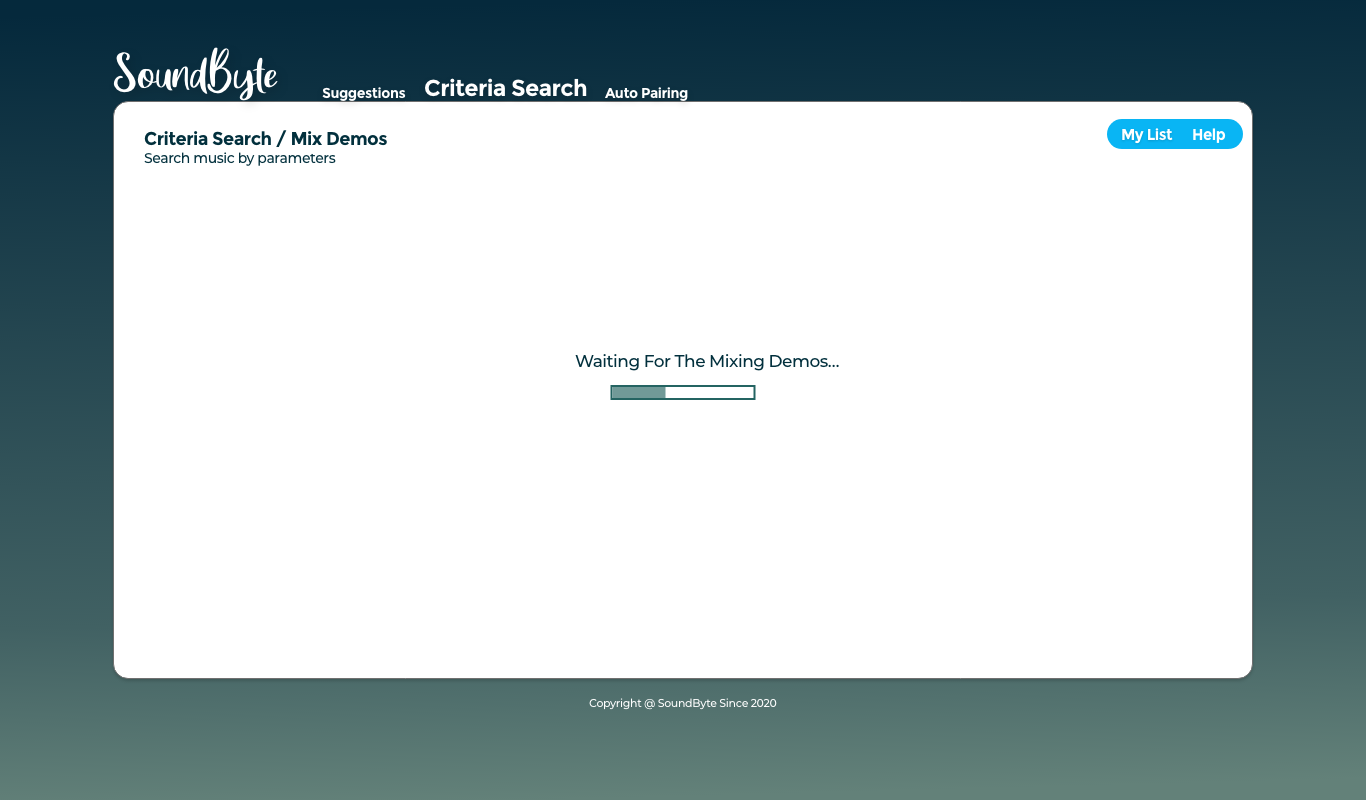 SoundByte
Suggestions Criteria Search Auto Pairing
Criteria Search / Mix Demos
My List Help
Search music by parameters
Waiting For The Mixing Demos...
Copyright @ SoundByte Since 2020